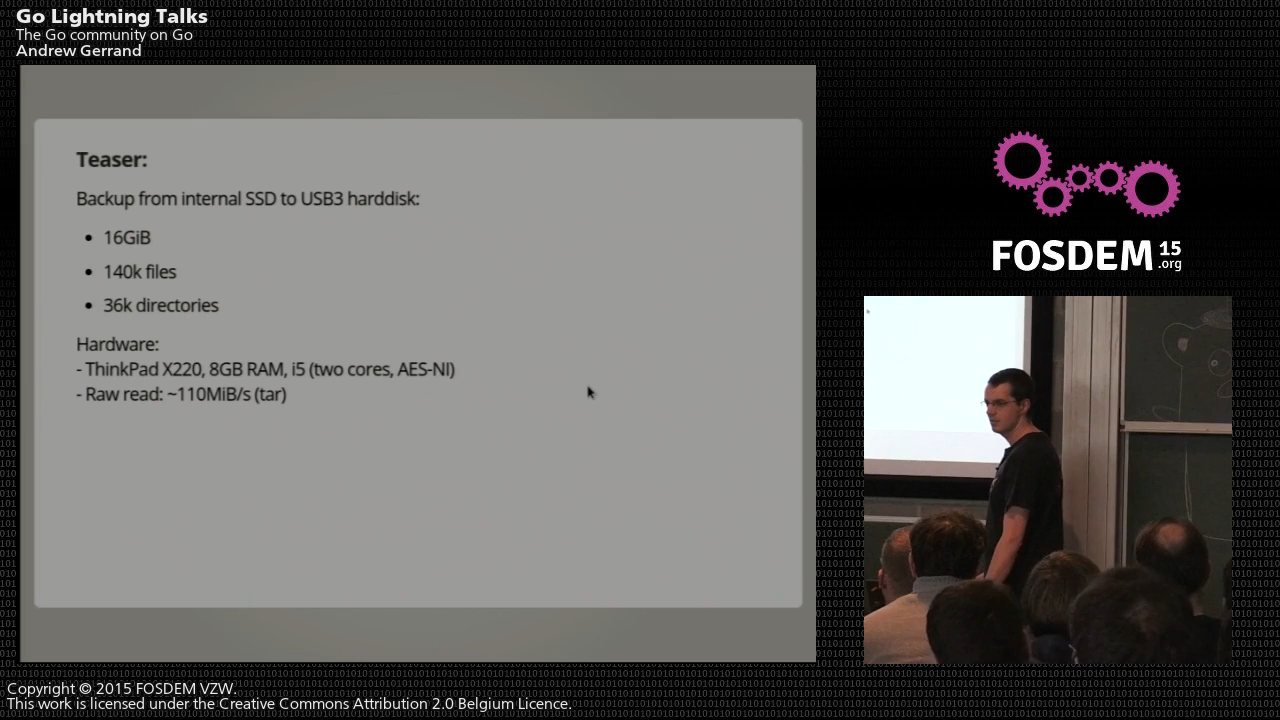 Go Lightning Talks
The Go community on Go
Andrew Gerrand
Teaser:
Backup from internal SSD to USB3 harddisk:
• 16GiB
• 140k files
• 36k directories
Hardware:
- ThinkPad X220, 8GB RAM, i5 (two cores, AES-NI)
- Raw read: ~110MiB/s (tar)
FOSDEM 15
.org
Copyright © 2015 FOSDEM VZW.
This work is licensed under the Creative Commons Attribution 2.0 Belgium Licence.